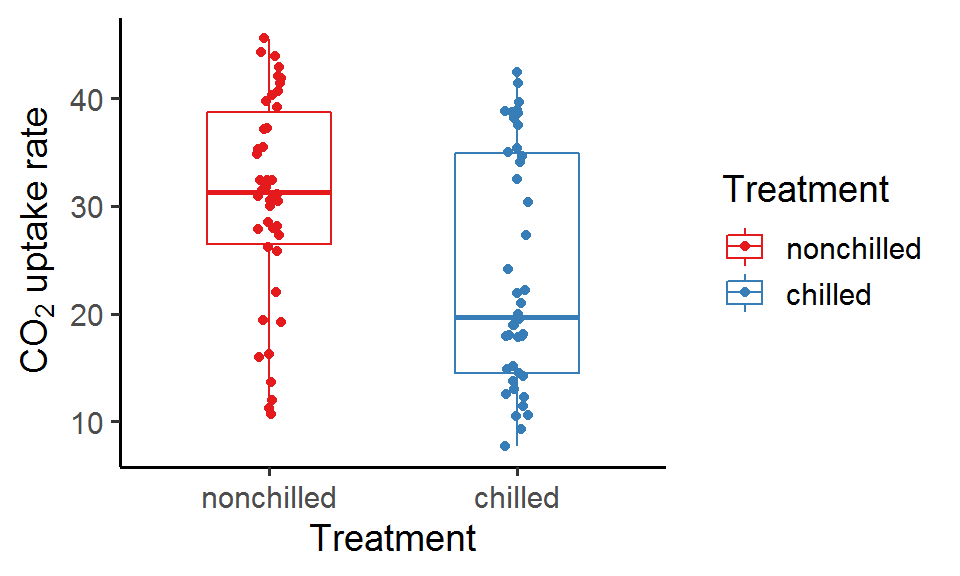 CO₂ uptake rate
40
30
20
10
nonchilled
chilled
Treatment
Treatment
nonchilled
chilled